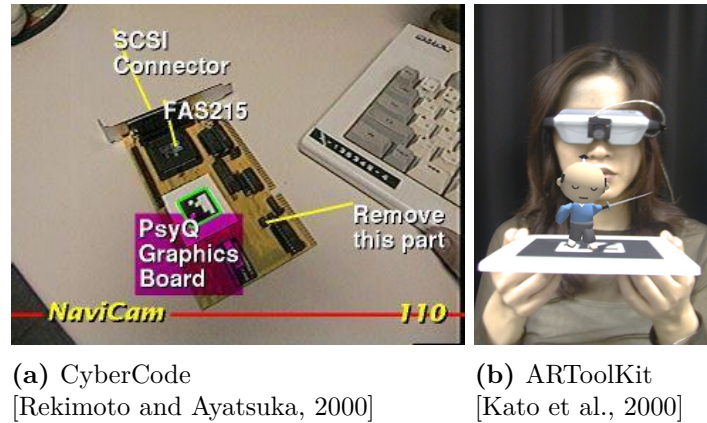 SCSI
Connector
FAS215
PsyQ
Graphics
Board
Remove
this part
NaviCam
110
(a) CyberCode
[Rekimoto and Ayatsuka, 2000]
(b) ARToolKit
[Kato et al., 2000]